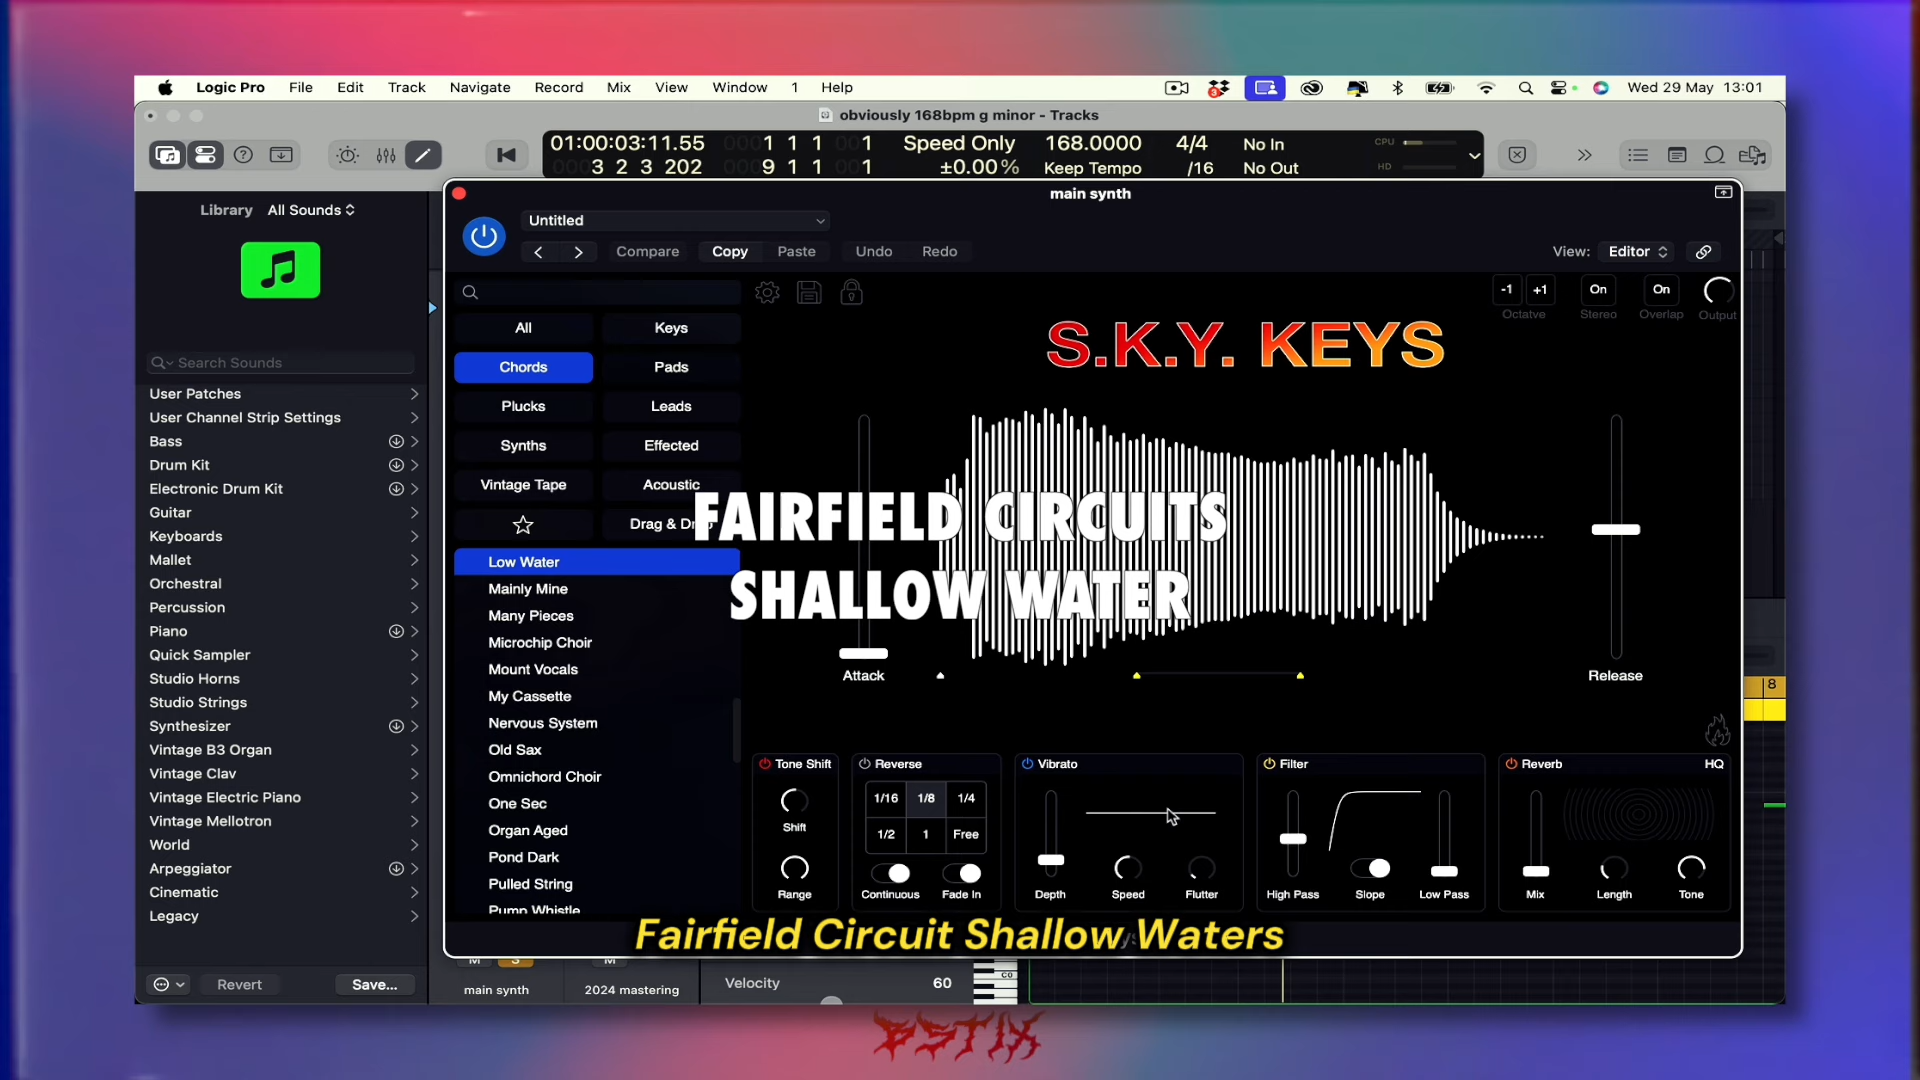 Logic Pro File Edit Track Navigate Record Mix View Window 1 Help
3
Wed 29 May 13:01
obviously 168bpm g minor - Tracks
01:00:03:11.55 0001 1 1 001 Speed Only 168.0000 4/4 No In CPU
3 2 3 202 0009 1 1 001 ±0.00% Keep Tempo /16 No Out HD
Library All Sounds
Search Sounds
User Patches
User Channel Strip Settings
Bass
Drum Kit
Electronic Drum Kit
Guitar
Keyboards
Mallet
Orchestral
Percussion
Piano
Quick Sampler
Studio Horns
Studio Strings
Synthesizer
Vintage B3 Organ
Vintage Clav
Vintage Electric Piano
Vintage Mellotron
World
Arpeggiator
Cinematic
Legacy
Revert Save...
main synth
Untitled
Compare Copy Paste Undo Redo
View: Editor
All Keys
Chords Pads
Plucks Leads
Synths Effected
Vintage Tape Acoustic
Drag & Dr
Low Water
Mainly Mine
Many Pieces
Microchip Choir
Mount Vocals
My Cassette
Nervous System
Old Sax
Omnichord Choir
One Sec
Organ Aged
Pond Dark
Pulled String
Pump Whistle
-1 +1 On On
Octatve Stereo Overlap Output
S.K.Y. KEYS
FAIRFIELD CIRCUITS
SHALLOW WATER
Attack
Release
Tone Shift
Shift
Range
Reverse
1/16 1/8 1/4
1/2 1 Free
Continuous Fade In
Vibrato
Depth Speed Flutter
Filter
High Pass Slope Low Pass
Reverb HQ
Mix Length Tone
8
Fairfield Circuit Shallow Waters
M S M
main synth 2024 mastering
Velocity 60
C0
BSTIX